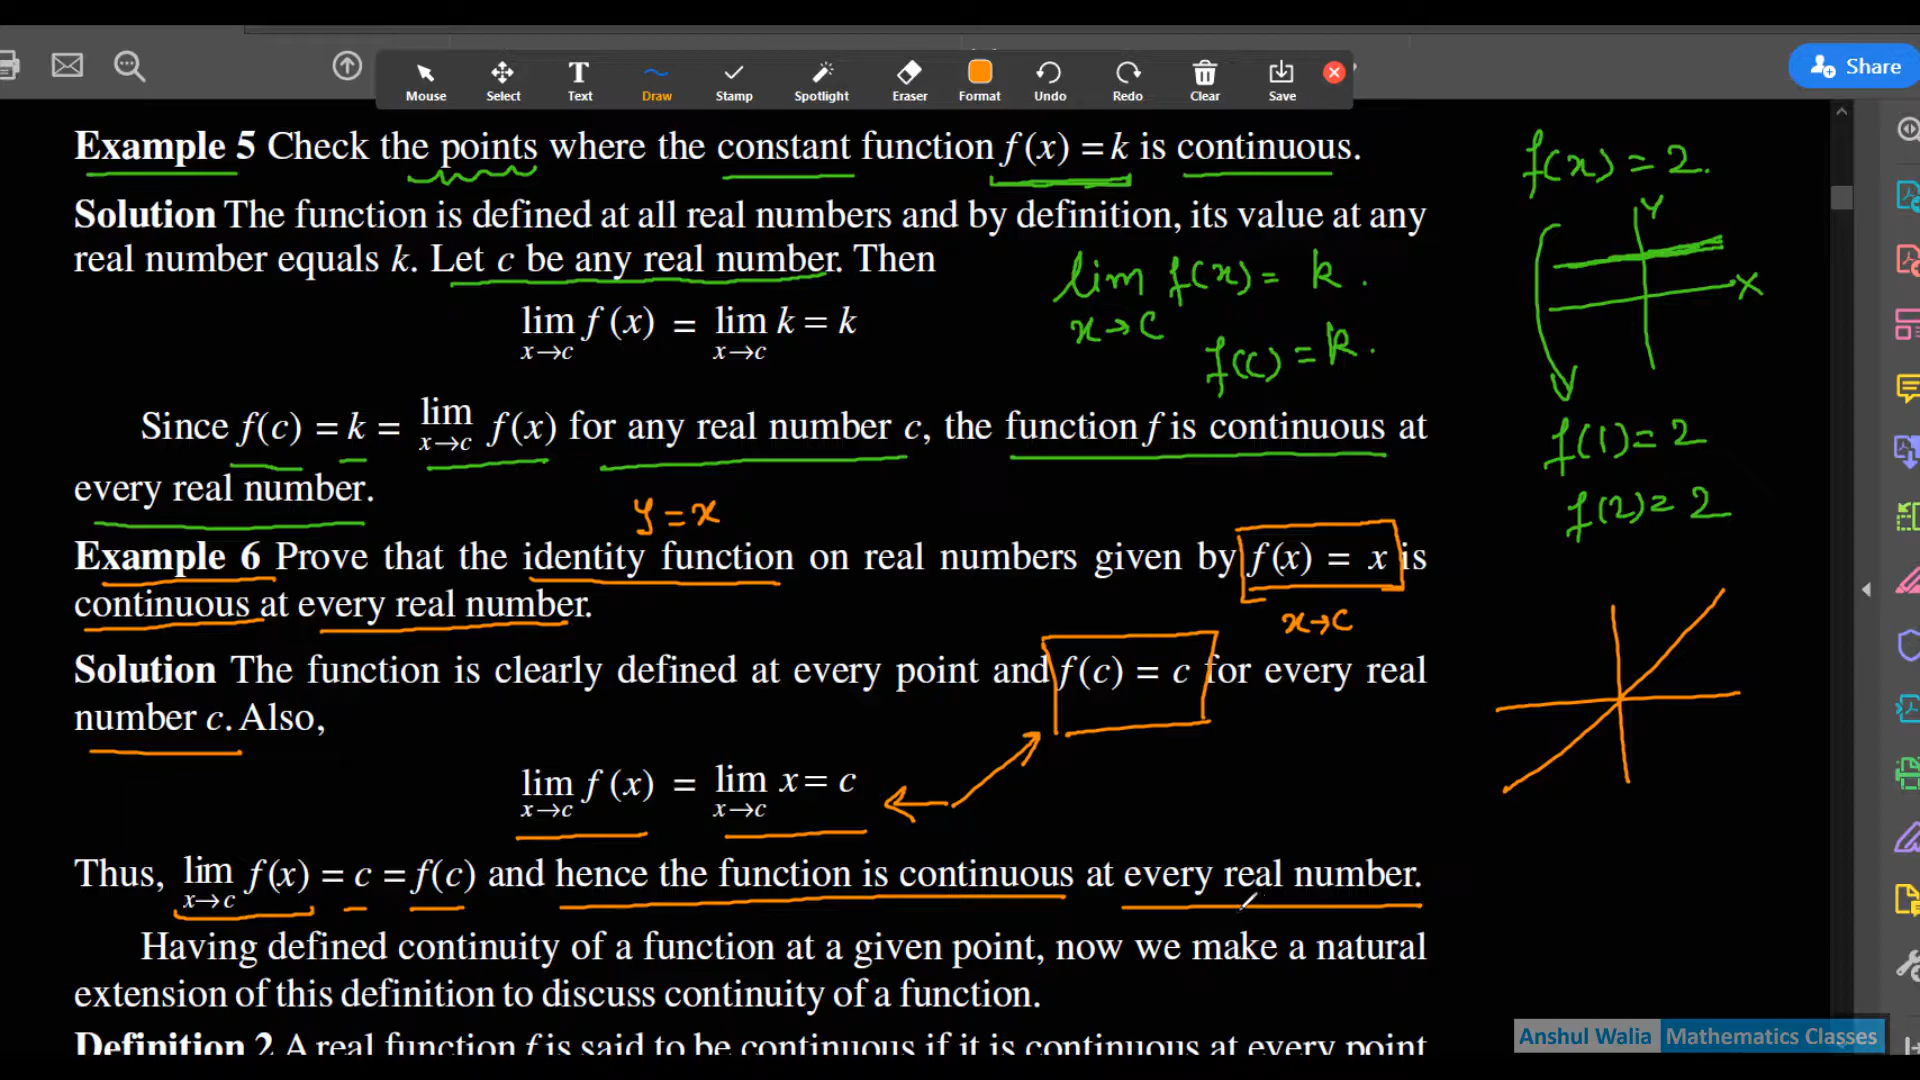 Share
Mouse Select Text Draw Stamp Spotlight Eraser Format Undo Redo Clear Save
Example 5 Check the points where the constant function f(x) = k is continuous.
Solution The function is defined at all real numbers and by definition, its value at any
real number equals k. Let c be any real number. Then
lim f(x) = lim k = k
x→c x→c
Since f(c) = k = lim f(x) for any real number c, the function f is continuous at
x→c
every real number.
y = x
Example 6 Prove that the identity function on real numbers given by f(x) = x is
continuous at every real number.
x→c
Solution The function is clearly defined at every point and f(c) = c for every real
number c. Also,
lim f(x) = lim x = c
x→c x→c
Thus, lim f(x) = c = f(c) and hence the function is continuous at every real number.
x→c
Having defined continuity of a function at a given point, now we make a natural
extension of this definition to discuss continuity of a function.
Definition 2 A real function f is said to be continuous if it is continuous at every point
f(x) = 2.
Y
X
lim f(x) = k.
x→c
f(c) = k.
f(1) = 2
f(2) = 2
Anshul Walia Mathematics Classes